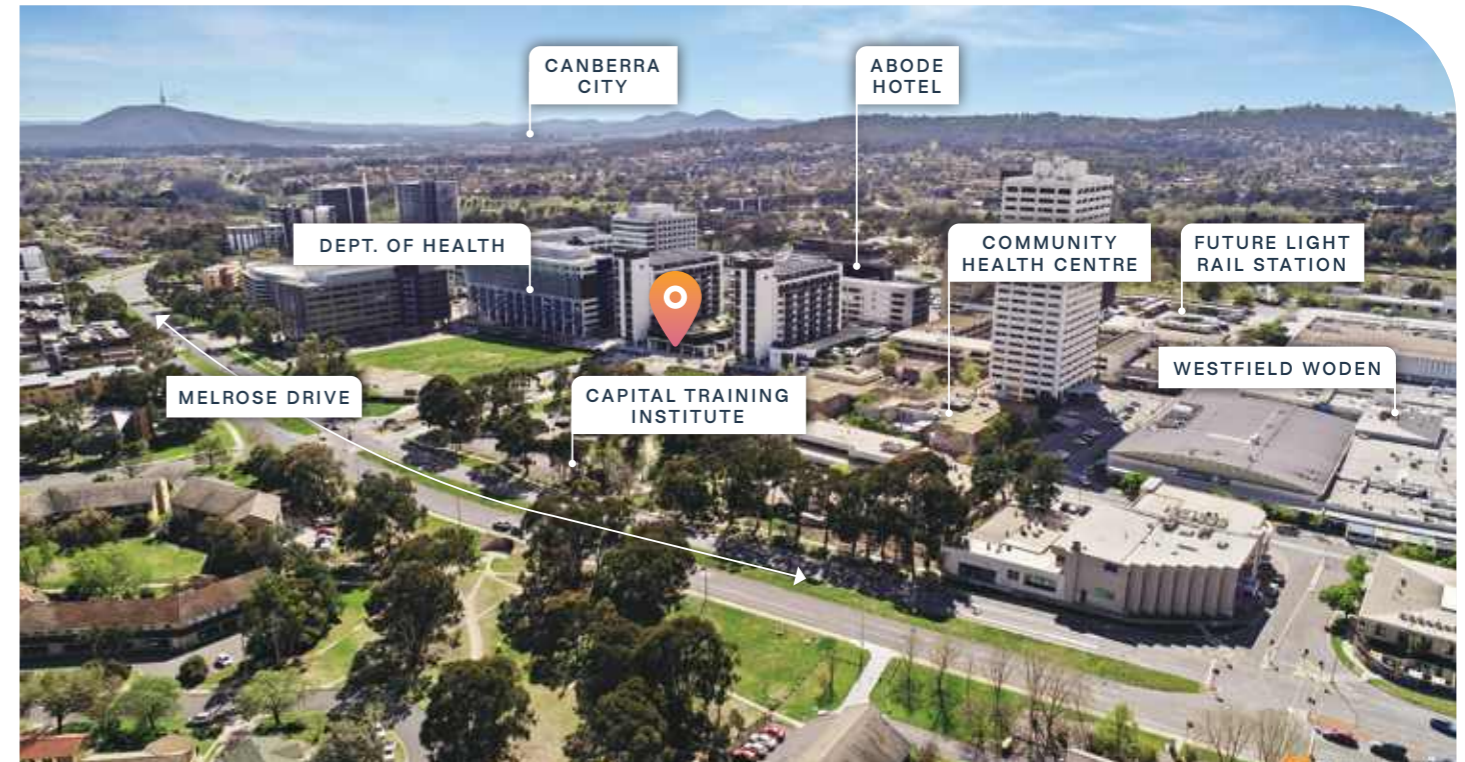 CANBERRA
CITY
ABODE
HOTEL
DEPT. OF HEALTH
COMMUNITY
HEALTH CENTRE
FUTURE LIGHT
RAIL STATION
WESTFIELD WODEN
MELROSE DRIVE
CAPITAL TRAINING
INSTITUTE